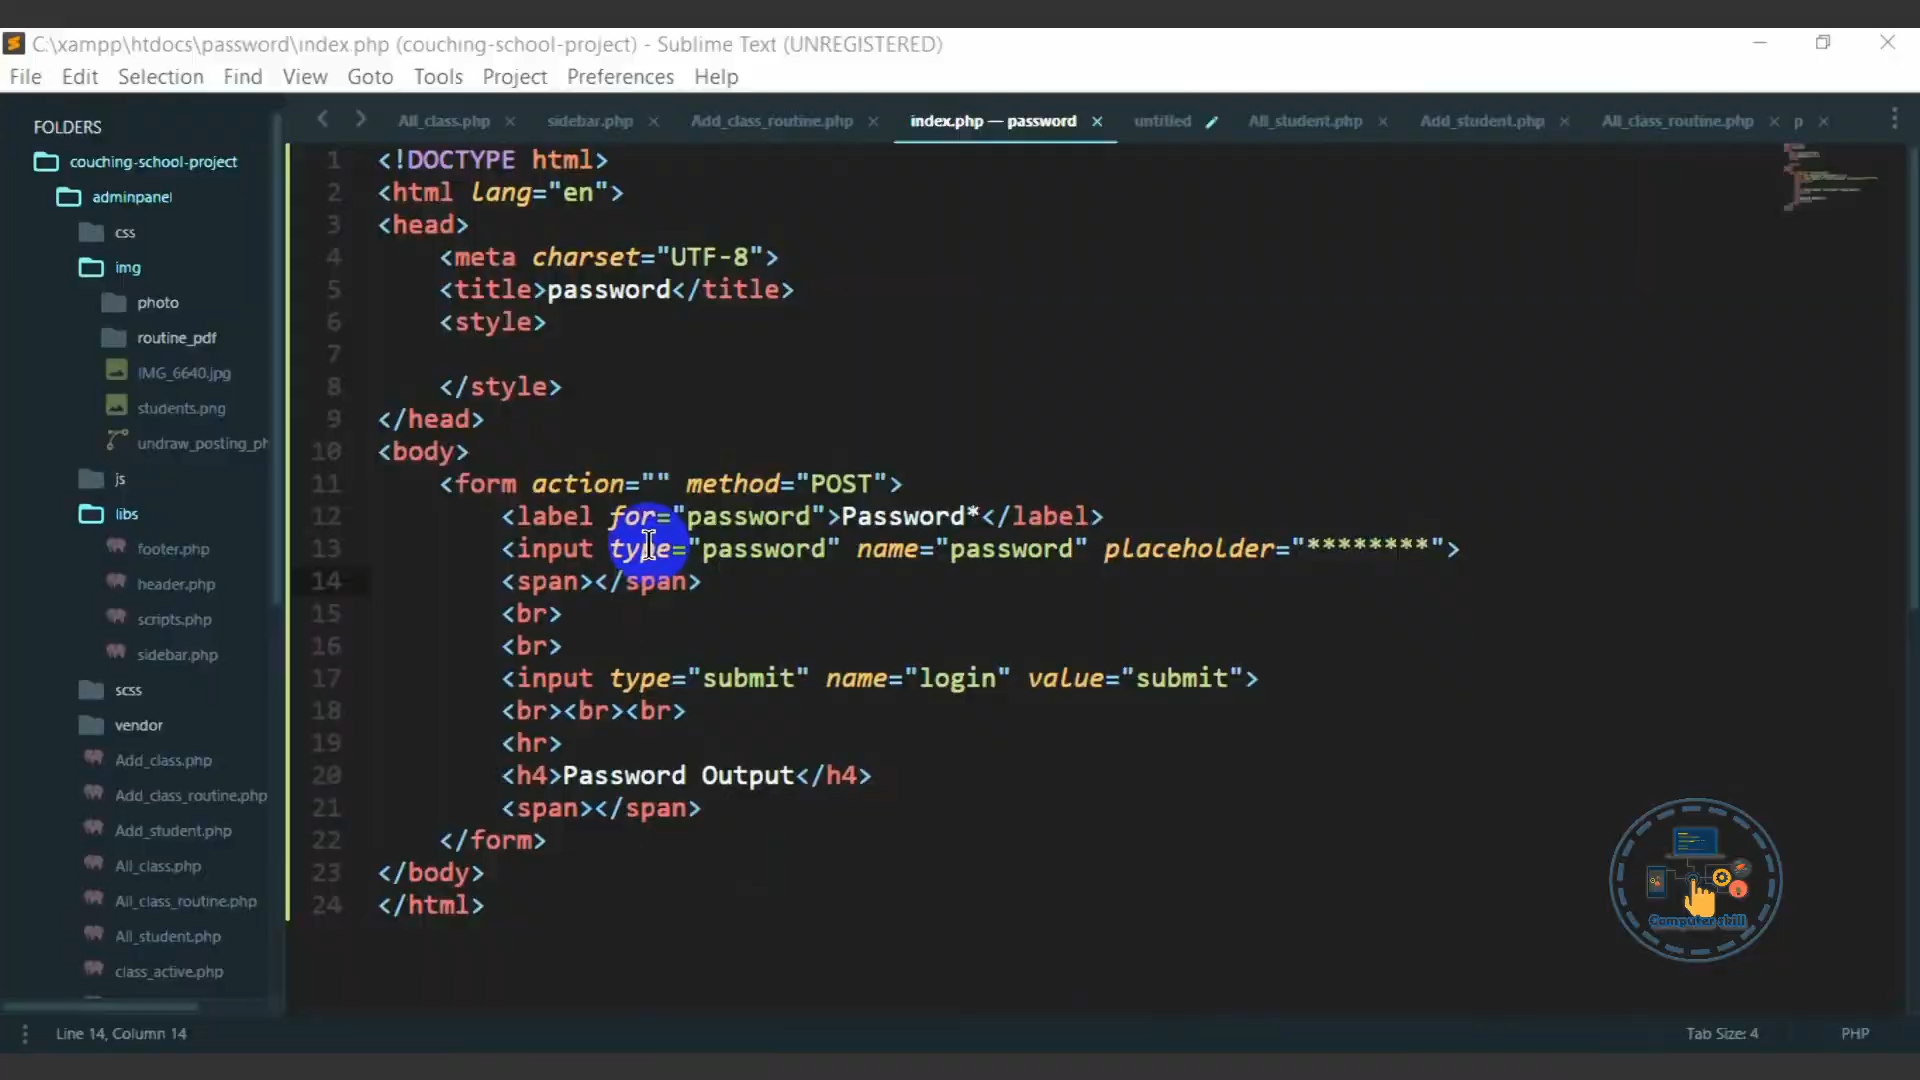 C:\xampp\htdocs\password\index.php (couching-school-project) - Sublime Text (UNREGISTERED)
File Edit Selection Find View Goto Tools Project Preferences Help
FOLDERS
couching-school-project
adminpanel
css
img
photo
routine_pdf
IMG_6640.jpg
students.png
undraw_posting_ph
js
libs
footer.php
header.php
scripts.php
sidebar.php
scss
vendor
Add_class.php
Add_class_routine.php
Add_student.php
All_class.php
All_class_routine.php
All_student.php
class_active.php
All_class.php sidebar.php Add_class_routine.php index.php — password untitled All_student.php Add_student.php All_class_routine.php p
1 <!DOCTYPE html>
2 <html lang="en">
3 <head>
4 <meta charset="UTF-8">
5 <title>password</title>
6 <style>
7
8 </style>
9 </head>
10 <body>
11 <form action="" method="POST">
12 <label for="password">Password*</label>
13 <input type="password" name="password" placeholder="********">
14 <span></span>
15 <br>
16 <br>
17 <input type="submit" name="login" value="submit">
18 <br><br><br>
19 <hr>
20 <h4>Password Output</h4>
21 <span></span>
22 </form>
23 </body>
24 </html>
Computer skill
Line 14, Column 14
Tab Size: 4
PHP